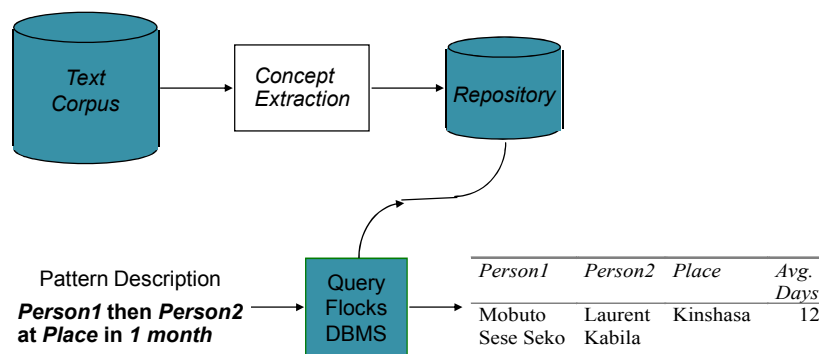 Text
Corpus
Concept
Extraction
Repository
Pattern Description
Person1 then Person2
at Place in 1 month
Query
Flocks
DBMS
Person1 Person2 Place Avg.
Days
Mobuto Laurent Kinshasa 12
Sese Seko Kabila